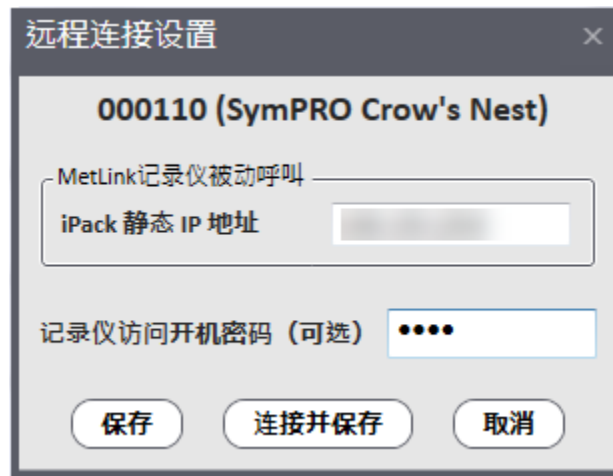 远程连接设置
000110 (SymPRO Crow's Nest)
MetLink记录仪被动呼叫
iPack 静态 IP 地址
记录仪访问开机密码（可选） ••••
保存 连接并保存 取消